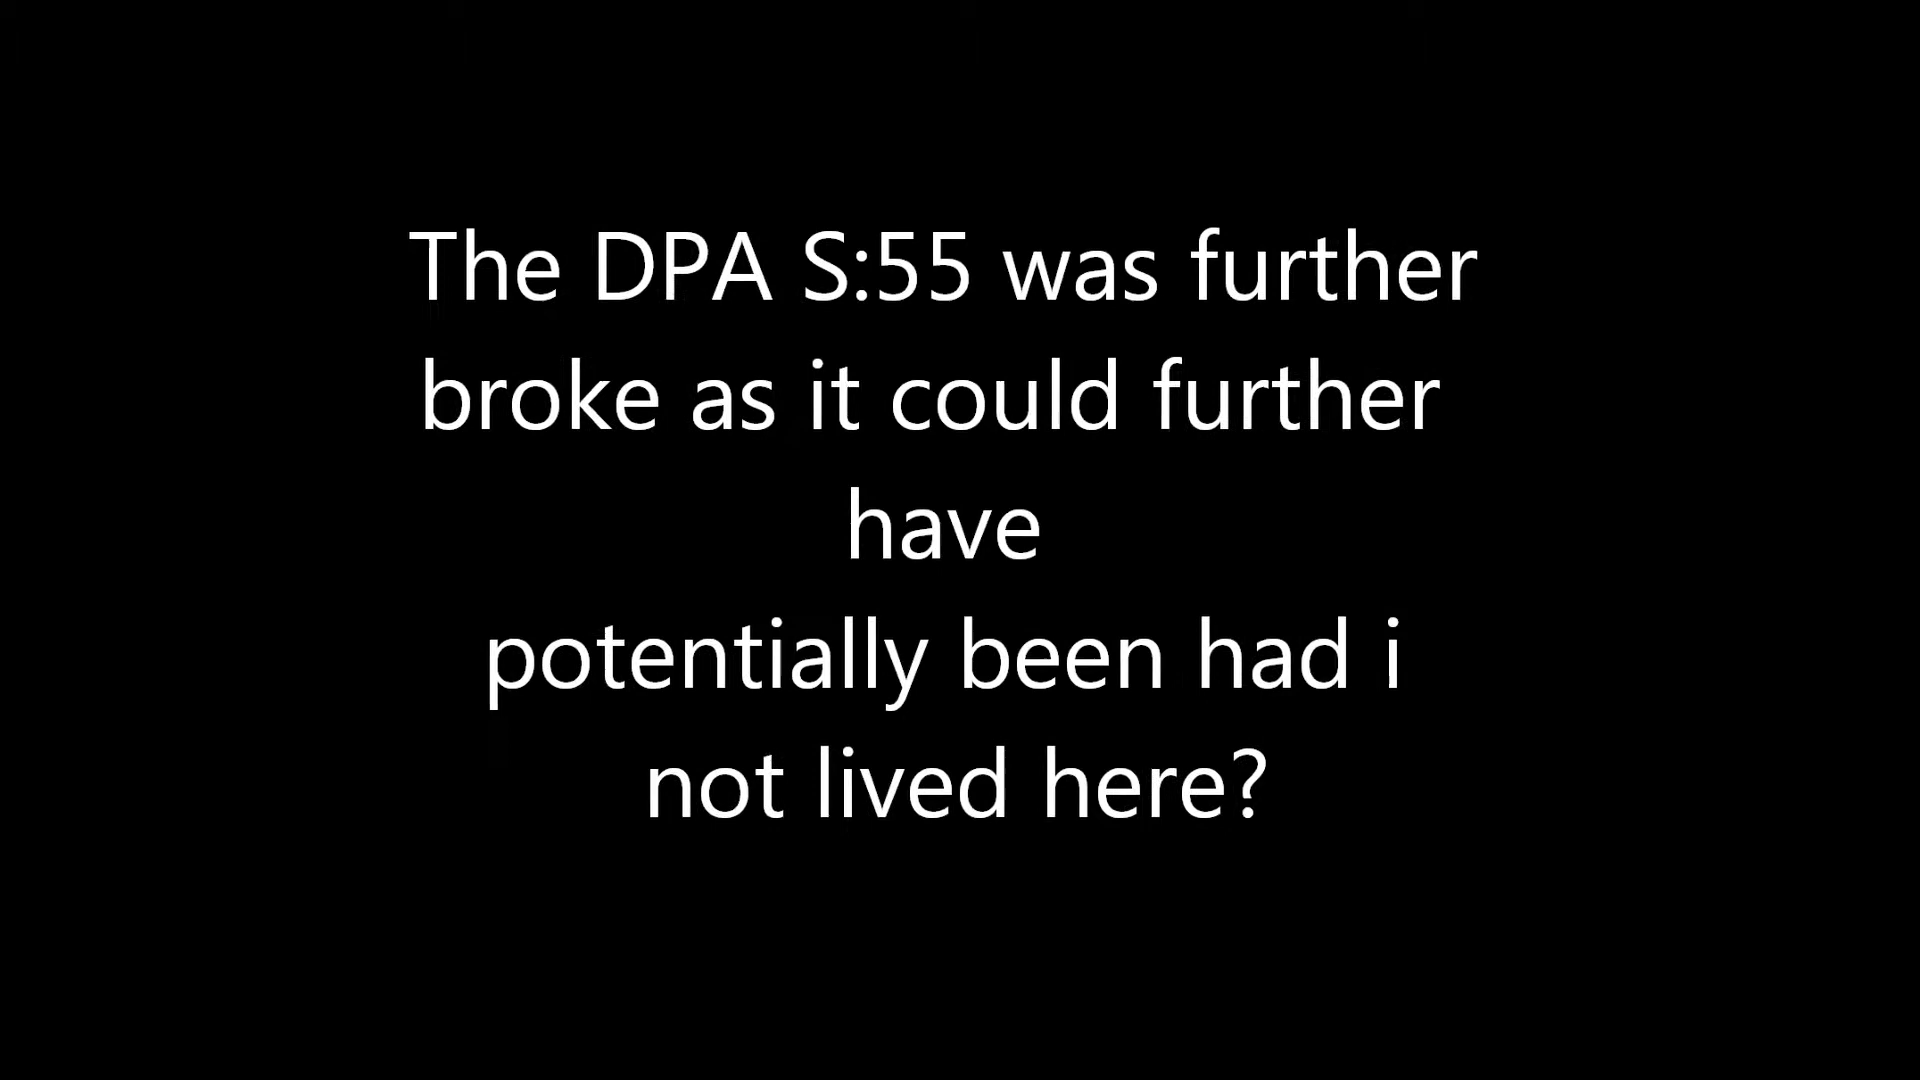 The DPA S:55 was further
broke as it could further
have
potentially been had i
not lived here?